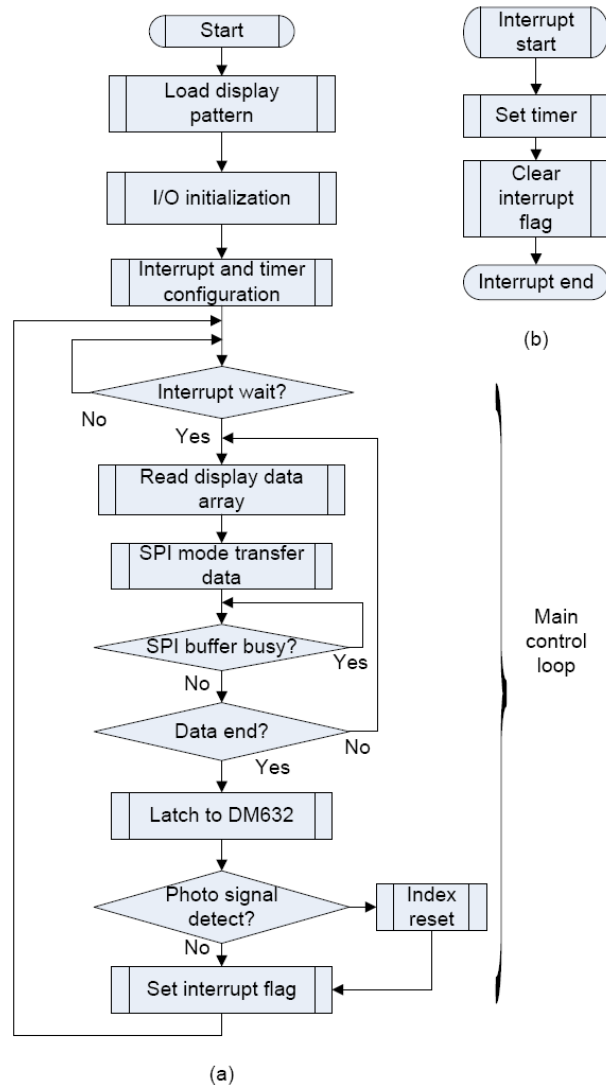 Start
Load display
pattern
I/O initialization
Interrupt and timer
configuration
Interrupt wait?
No
Yes
Read display data
array
SPI mode transfer
data
SPI buffer busy?
Yes
No
Data end?
No
Yes
Latch to DM632
Photo signal
detect?
Index
reset
No
Set interrupt flag
(a)
Interrupt
start
Set timer
Clear
interrupt
flag
Interrupt end
(b)
Main
control
loop